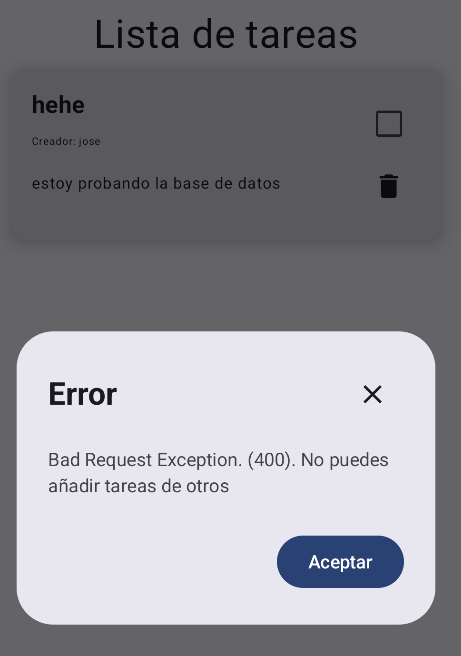 Lista de tareas
hehe
Creador: jose
estoy probando la base de datos
Error
Bad Request Exception. (400). No puedes
añadir tareas de otros
Aceptar